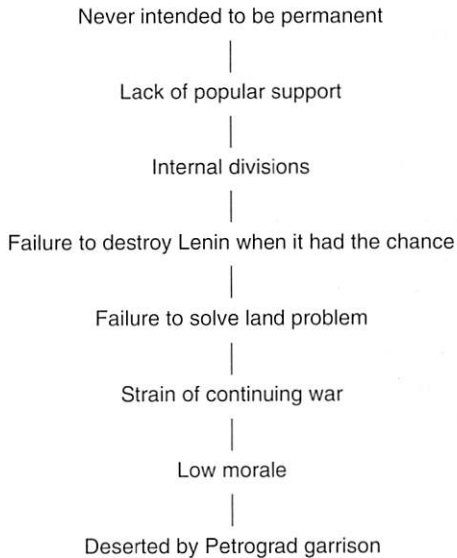 Never intended to be permanent
Lack of popular support
Internal divisions
Failure to destroy Lenin when it had the chance
Failure to solve land problem
Strain of continuing war
Low morale
Deserted by Petrograd garrison